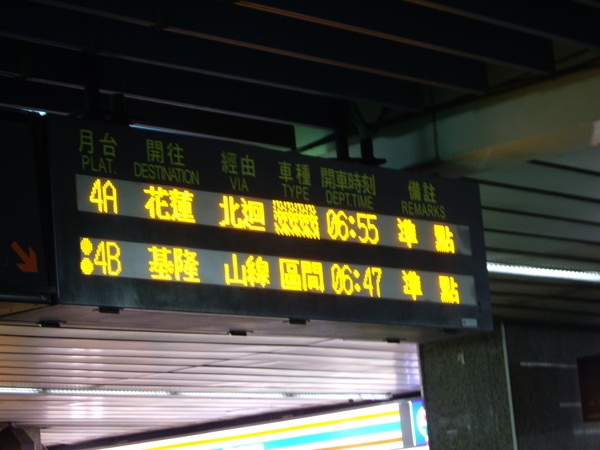 月台 開往 經由 車種 開車時刻 備註
PLAT. DESTINATION VIA TYPE DEPT.TIME REMARKS
4A 花蓮 北迴 06:55 準點
4B 基隆 山線 區間 06:47 準點